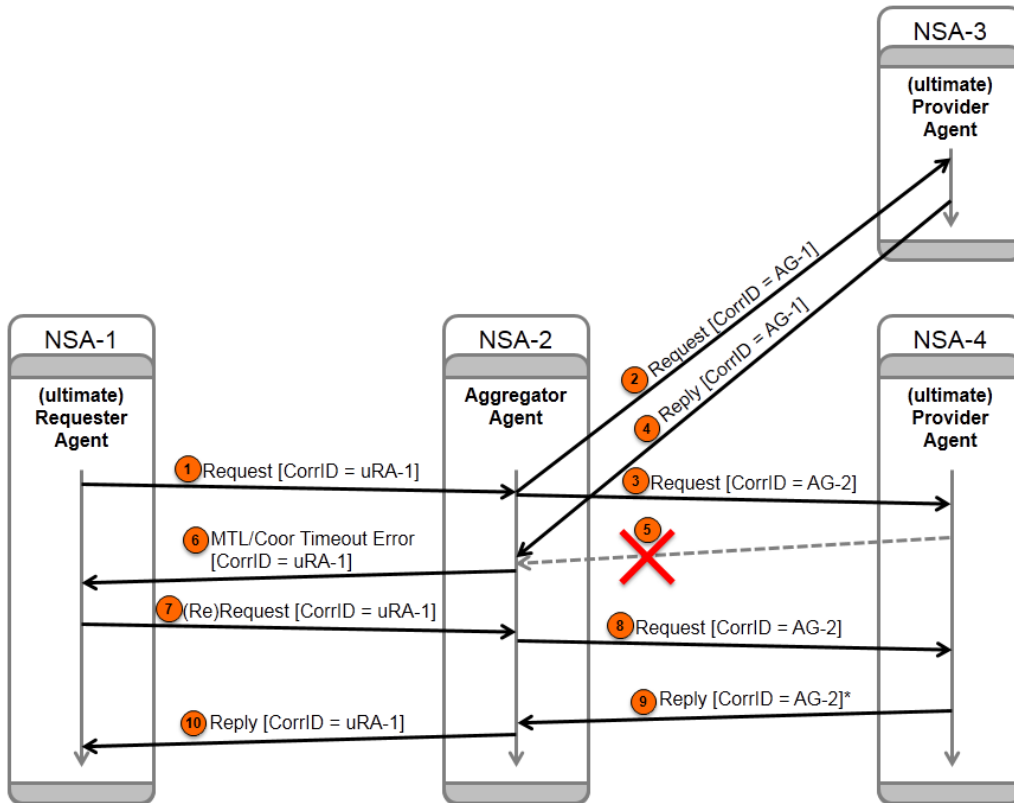 NSA-3
(ultimate)
Provider
Agent
2 Request [CorrID = AG-1]
4 Reply [CorrID = AG-1]
NSA-1
(ultimate)
Requester
Agent
NSA-2
Aggregator
Agent
NSA-4
(ultimate)
Provider
Agent
1 Request [CorrID = uRA-1]
3 Request [CorrID = AG-2]
5
6 MTL/Coor Timeout Error
[CorrID = uRA-1]
7 (Re)Request [CorrID = uRA-1]
8 Request [CorrID = AG-2]
9 Reply [CorrID = AG-2]*
10 Reply [CorrID = uRA-1]